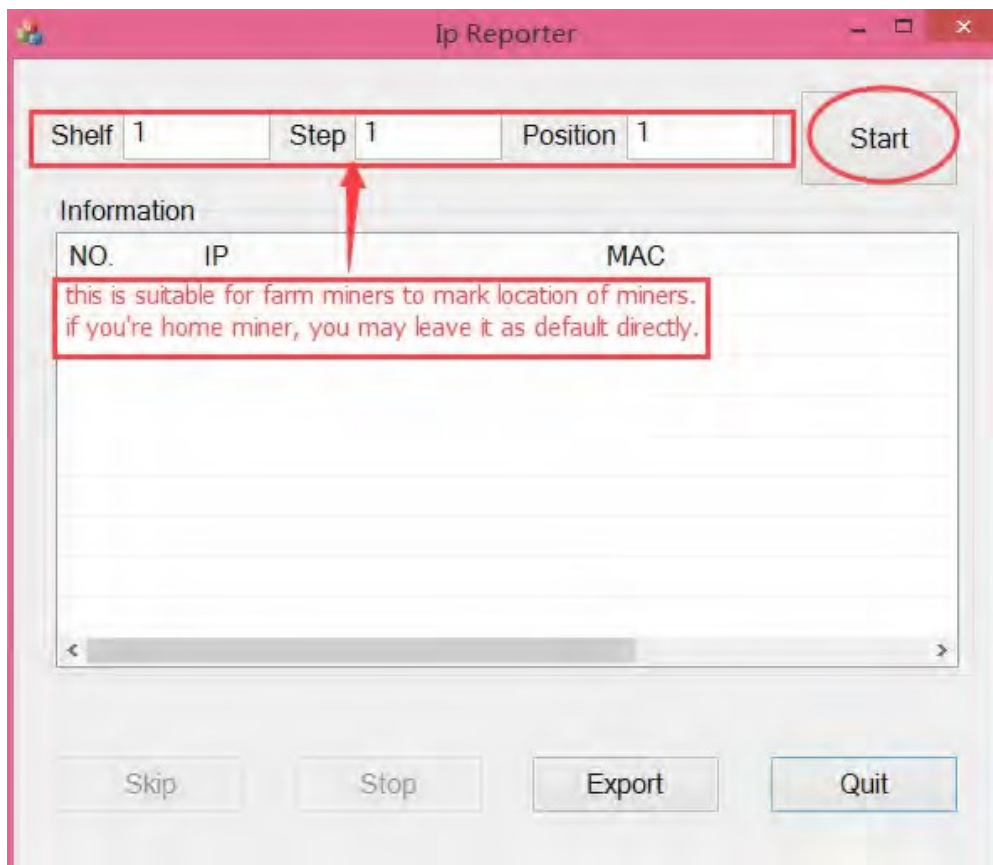 Ip Reporter
Shelf 1 Step 1 Position 1 Start
Information
NO. IP MAC
this is suitable for farm miners to mark location of miners.
if you're home miner, you may leave it as default directly.
Skip Stop Export Quit